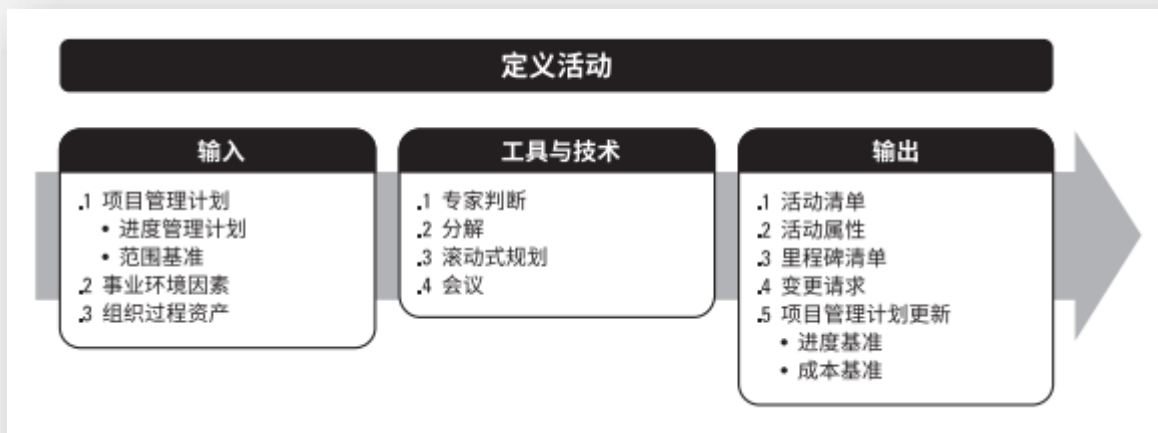 定义活动
输入
.1 项目管理计划
• 进度管理计划
• 范围基准
.2 事业环境因素
.3 组织过程资产
工具与技术
.1 专家判断
.2 分解
.3 滚动式规划
.4 会议
输出
.1 活动清单
.2 活动属性
.3 里程碑清单
.4 变更请求
.5 项目管理计划更新
• 进度基准
• 成本基准